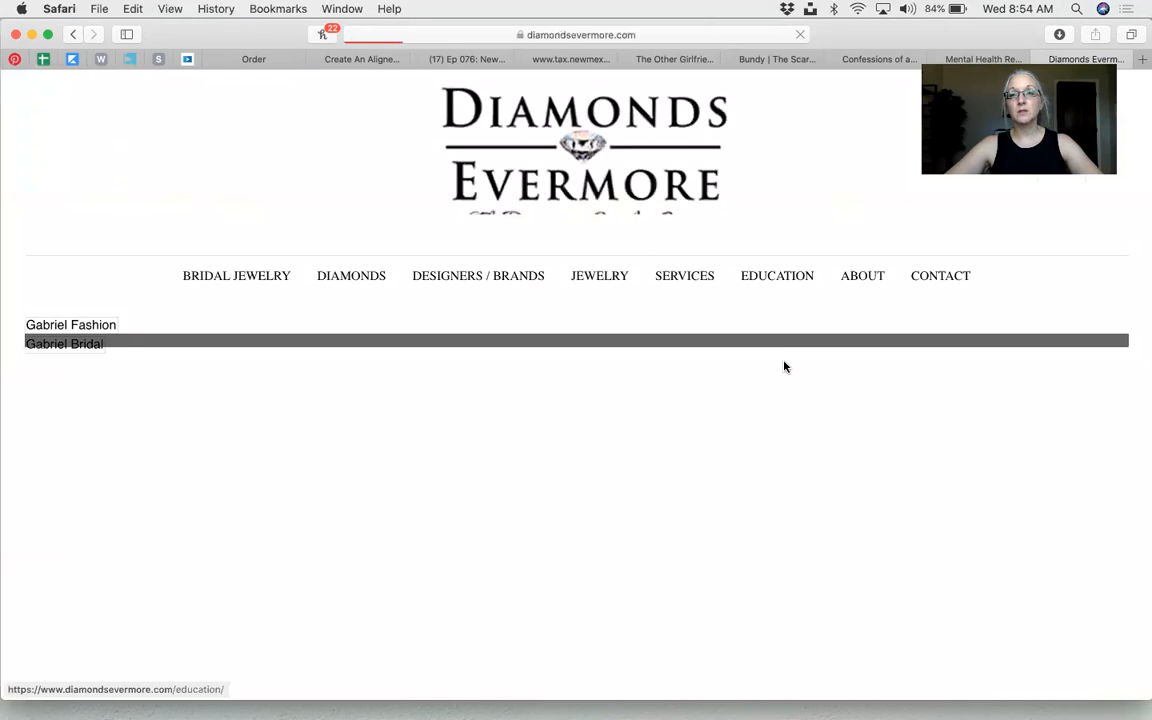 Safari File Edit View History Bookmarks Window Help 84% Wed 8:54 AM
22 diamondsevermore.com
W S Order Create An Aligne... (17) Ep 076: New... www.tax.newmex... The Other Girlfrie... Bundy | The Scar... Confessions of a... Mental Health Re... Diamonds Everm...
DIAMONDS
EVERMORE
BRIDAL JEWELRY DIAMONDS DESIGNERS / BRANDS JEWELRY SERVICES EDUCATION ABOUT CONTACT
Gabriel Fashion
Gabriel Bridal
https://www.diamondsevermore.com/education/